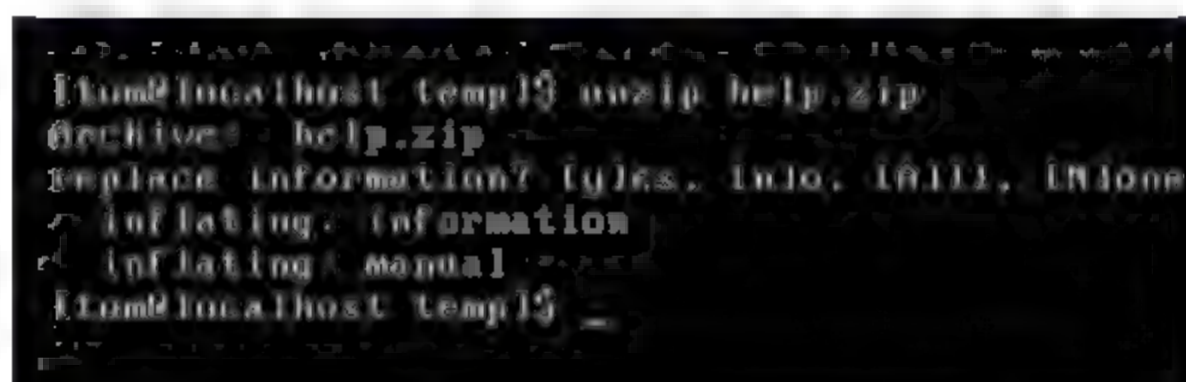 [tom@localhost temp]$ unzip help.zip
Archive: help.zip
replace information? [y]es, [n]o, [A]ll, [N]one
inflating: information
inflating: manual
[tom@localhost temp]$ _